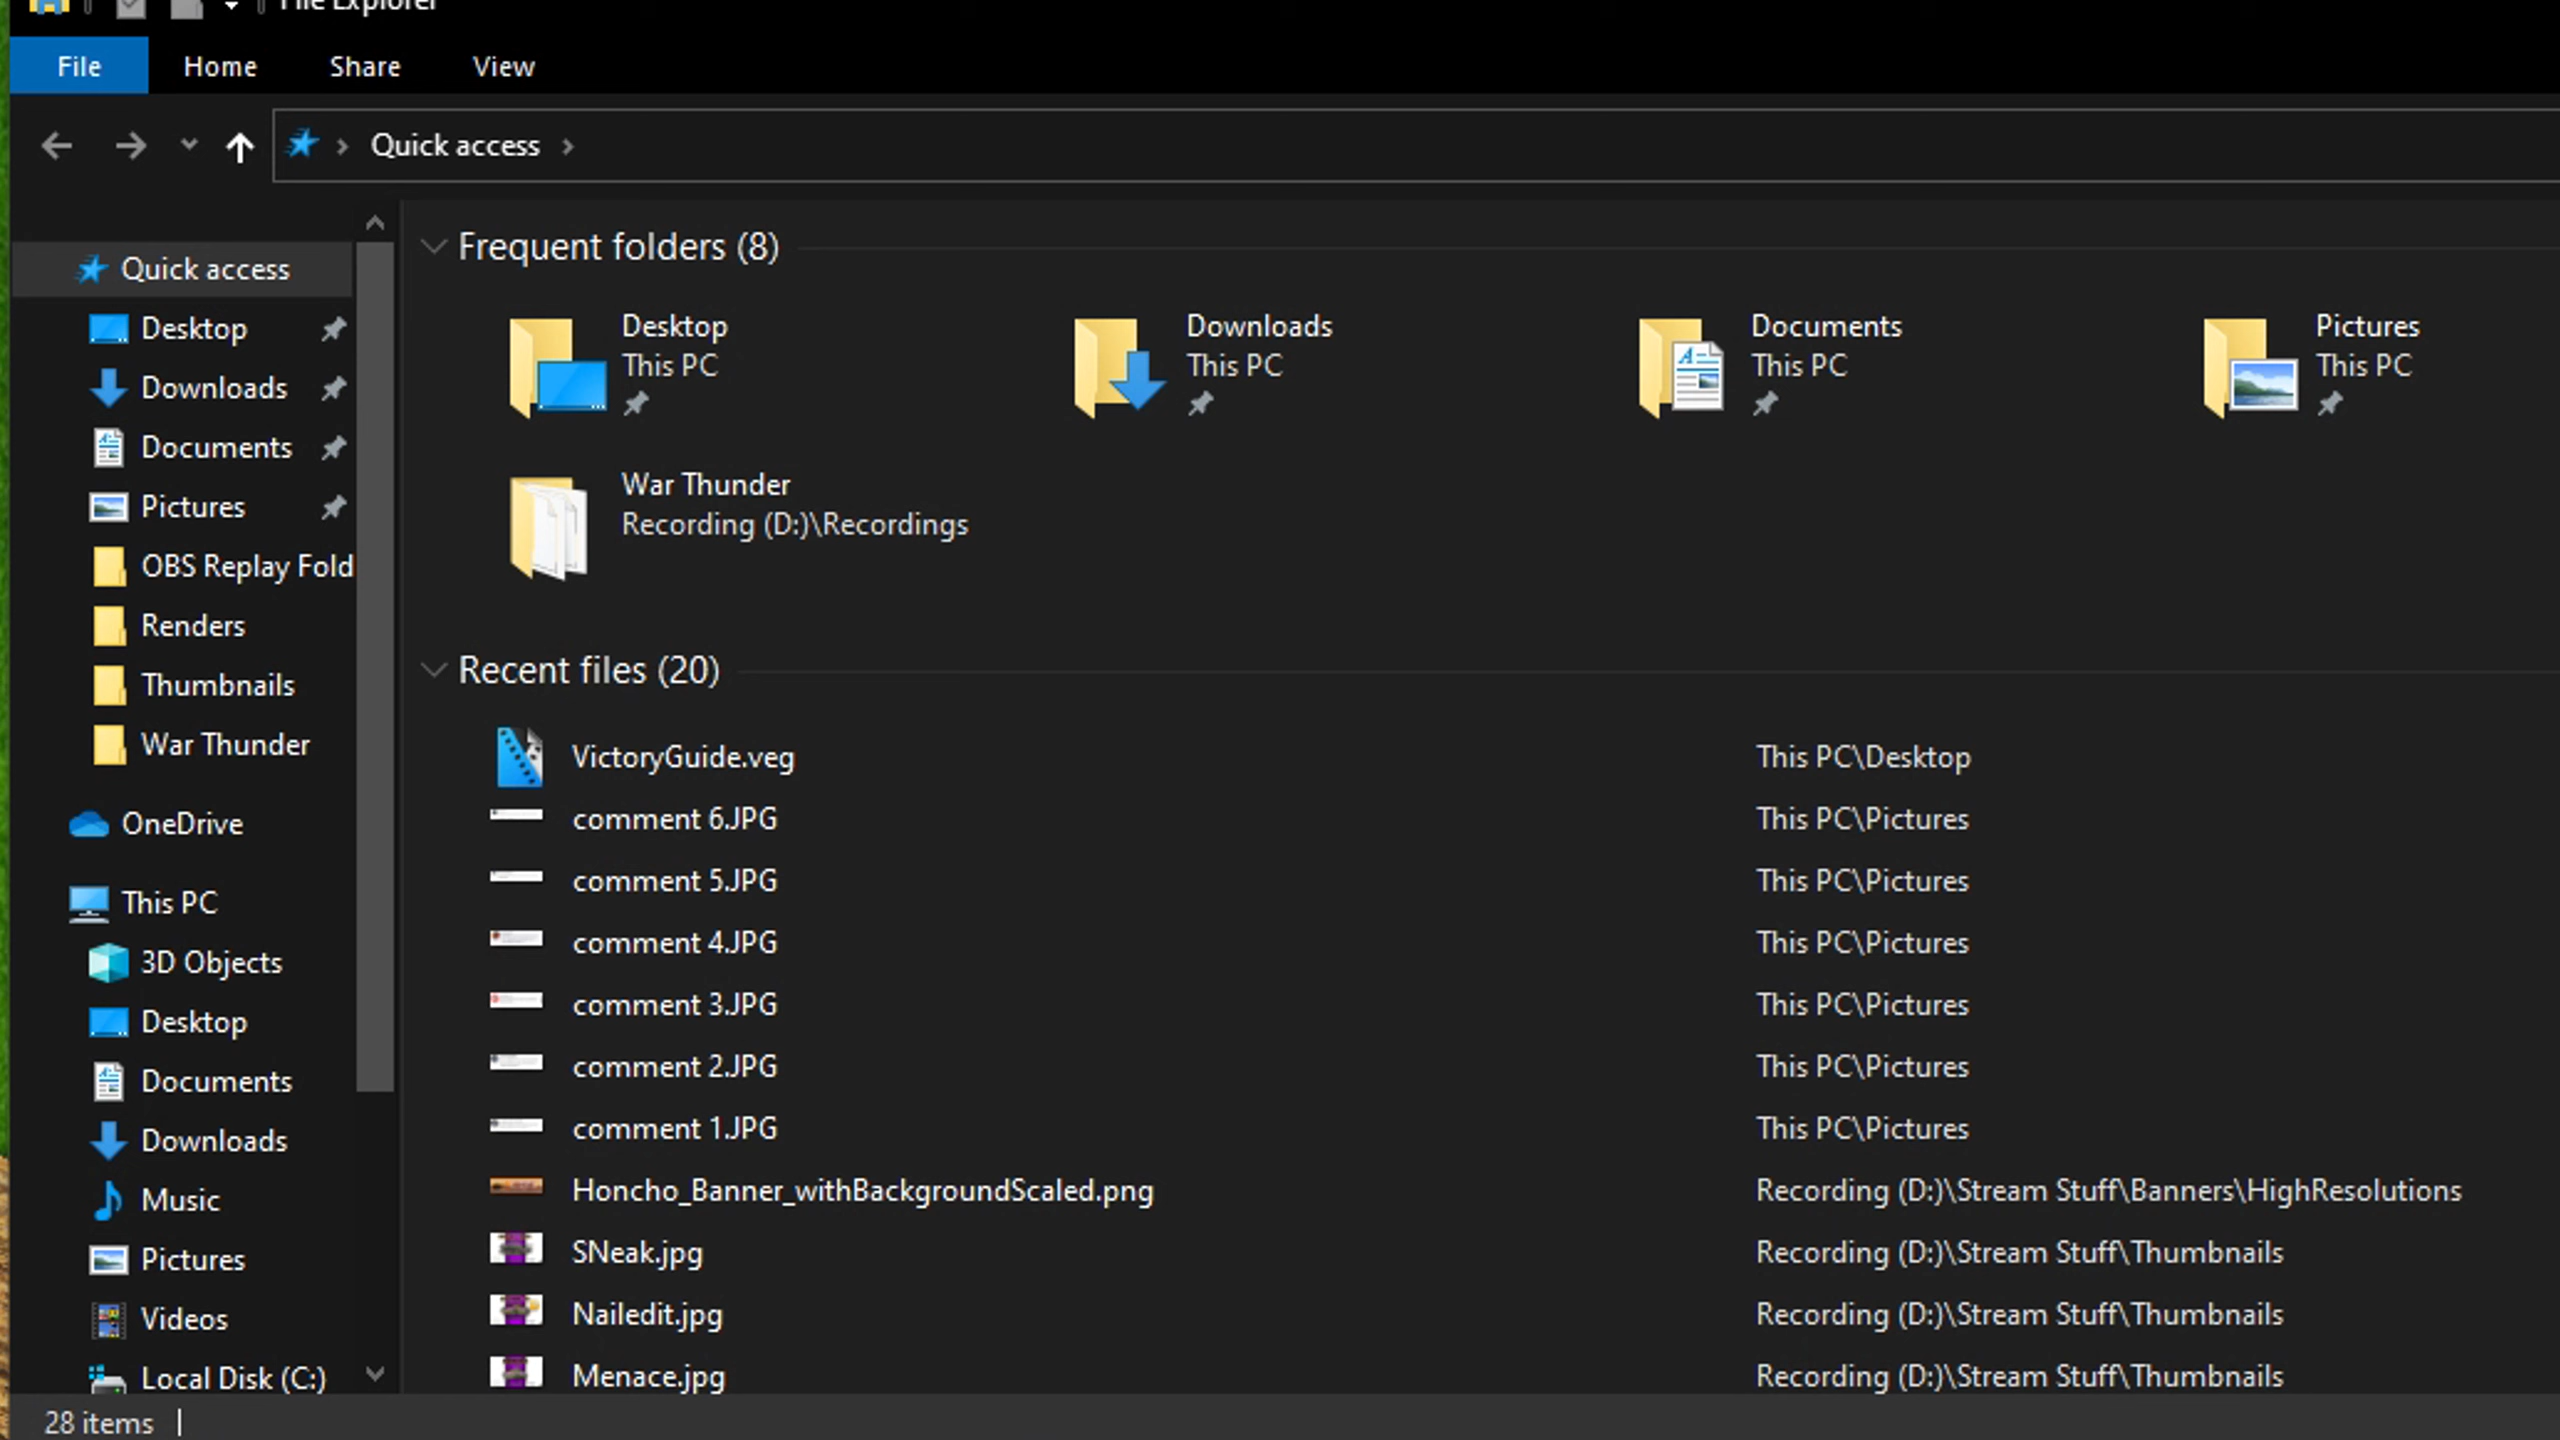 File Explorer
File Home Share View
Quick access
Quick access
Desktop
Downloads
Documents
Pictures
OBS Replay Fold
Renders
Thumbnails
War Thunder
OneDrive
This PC
3D Objects
Desktop
Documents
Downloads
Music
Pictures
Videos
Local Disk (C:)
Frequent folders (8)
Desktop
This PC
Downloads
This PC
Documents
This PC
Pictures
This PC
War Thunder
Recording (D:)\Recordings
Recent files (20)
VictoryGuide.veg This PC\Desktop
comment 6.JPG This PC\Pictures
comment 5.JPG This PC\Pictures
comment 4.JPG This PC\Pictures
comment 3.JPG This PC\Pictures
comment 2.JPG This PC\Pictures
comment 1.JPG This PC\Pictures
Honcho_Banner_withBackgroundScaled.png Recording (D:)\Stream Stuff\Banners\HighResolutions
SNeak.jpg Recording (D:)\Stream Stuff\Thumbnails
Nailedit.jpg Recording (D:)\Stream Stuff\Thumbnails
Menace.jpg Recording (D:)\Stream Stuff\Thumbnails
28 items